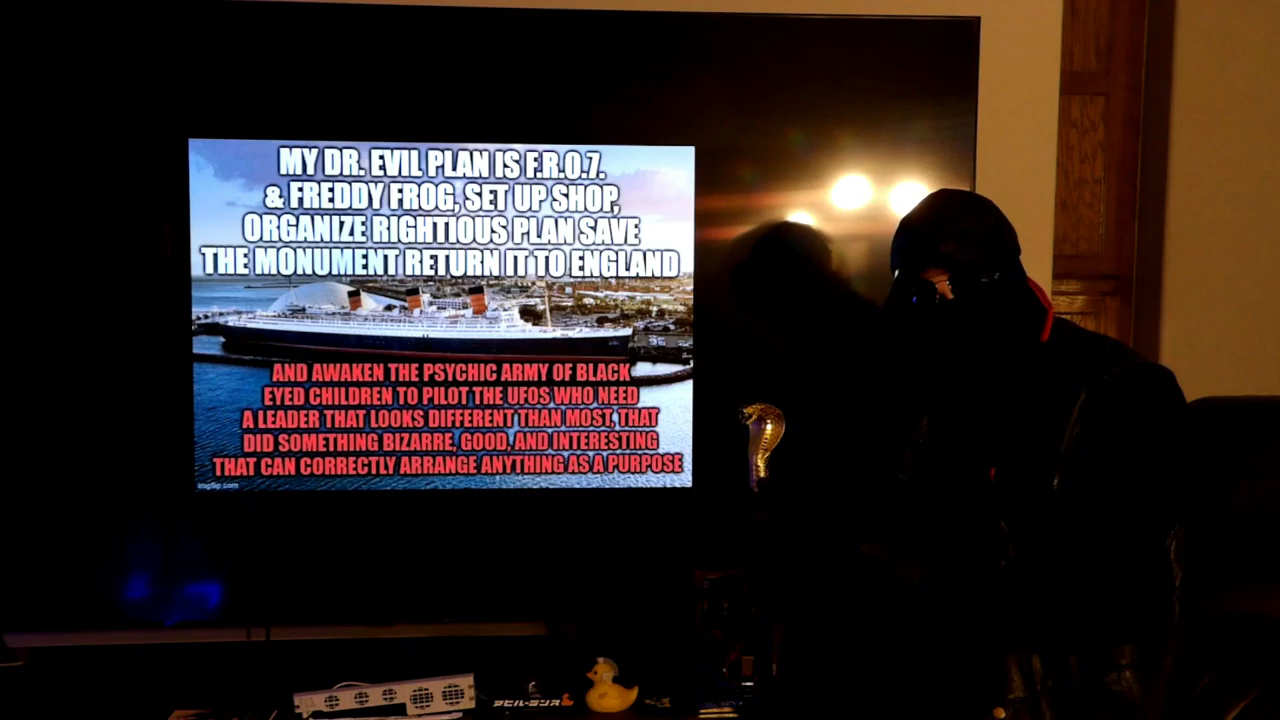 MY DR. EVIL PLAN IS F.R.O.7.
& FREDDY FROG, SET UP SHOP,
ORGANIZE RIGHTIOUS PLAN SAVE
THE MONUMENT RETURN IT TO ENGLAND
AND AWAKEN THE PSYCHIC ARMY OF BLACK
EYED CHILDREN TO PILOT THE UFOS WHO NEED
A LEADER THAT LOOKS DIFFERENT THAN MOST, THAT
DID SOMETHING BIZARRE, GOOD, AND INTERESTING
THAT CAN CORRECTLY ARRANGE ANYTHING AS A PURPOSE
imgflip.com